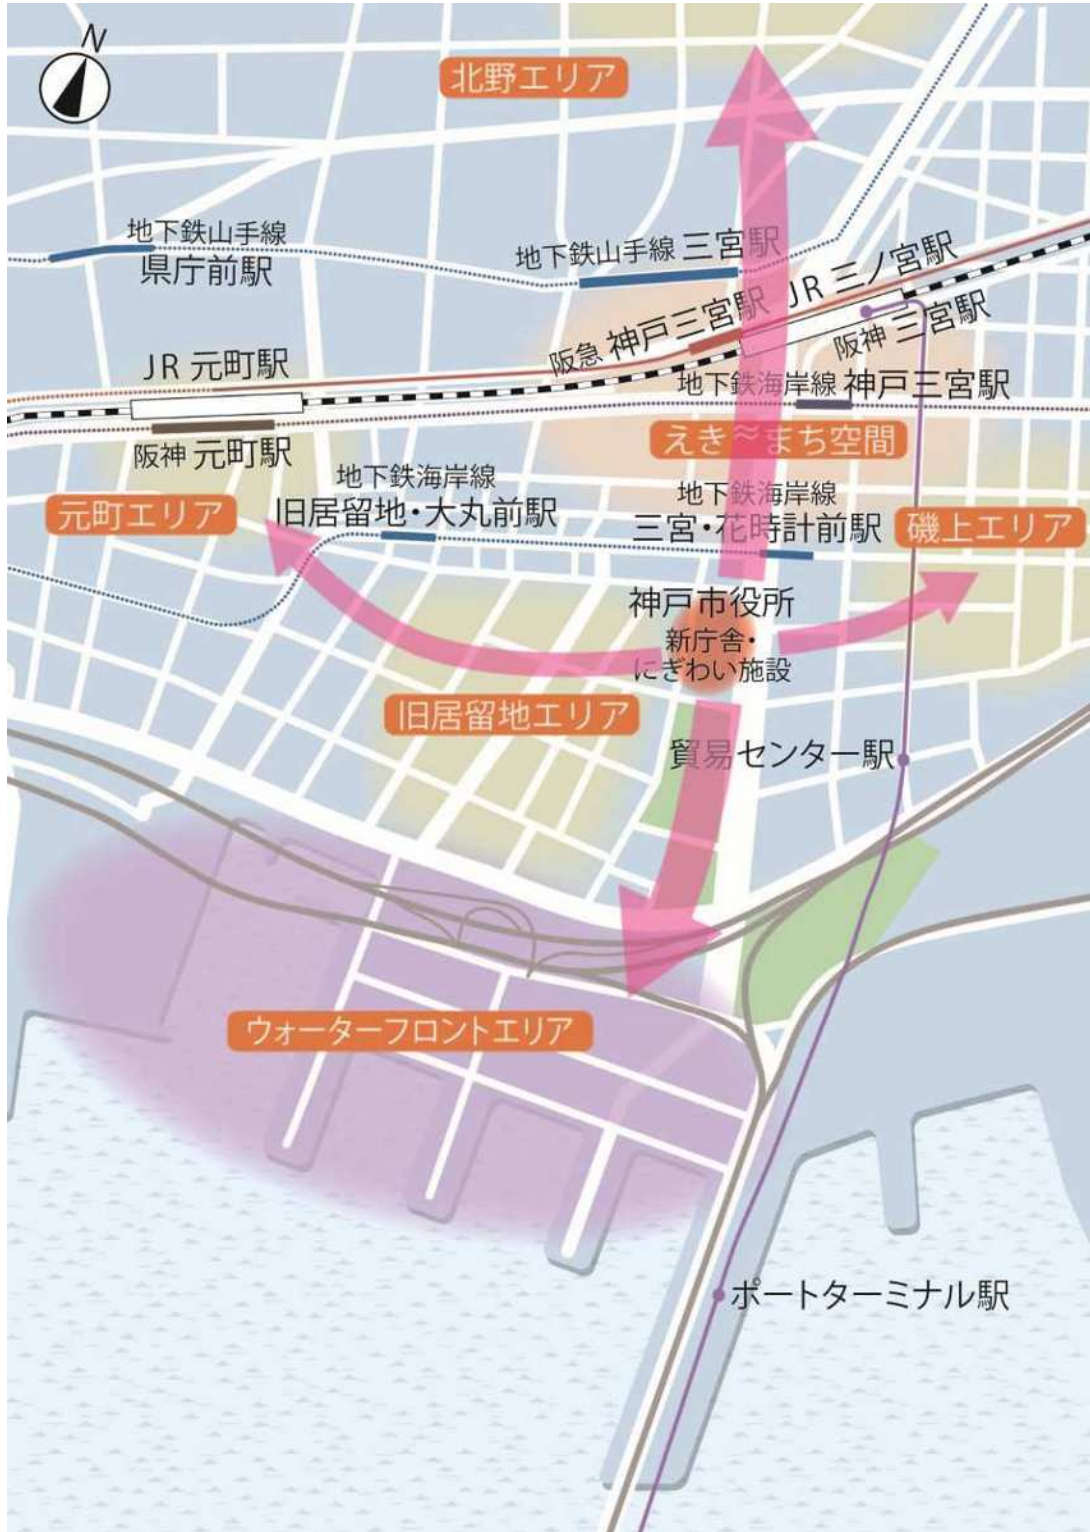 N
北野エリア
地下鉄山手線
県庁前駅
地下鉄山手線 三宮駅
JR 三ノ宮駅
阪急 神戸三宮駅
阪神 三宮駅
JR 元町駅
地下鉄海岸線 神戸三宮駅
阪神 元町駅
えき≈まち空間
地下鉄海岸線
旧居留地・大丸前駅
地下鉄海岸線
三宮・花時計前駅
元町エリア
磯上エリア
神戸市役所
新庁舎・
にぎわい施設
旧居留地エリア
貿易センター駅
ウォーターフロントエリア
ポートターミナル駅